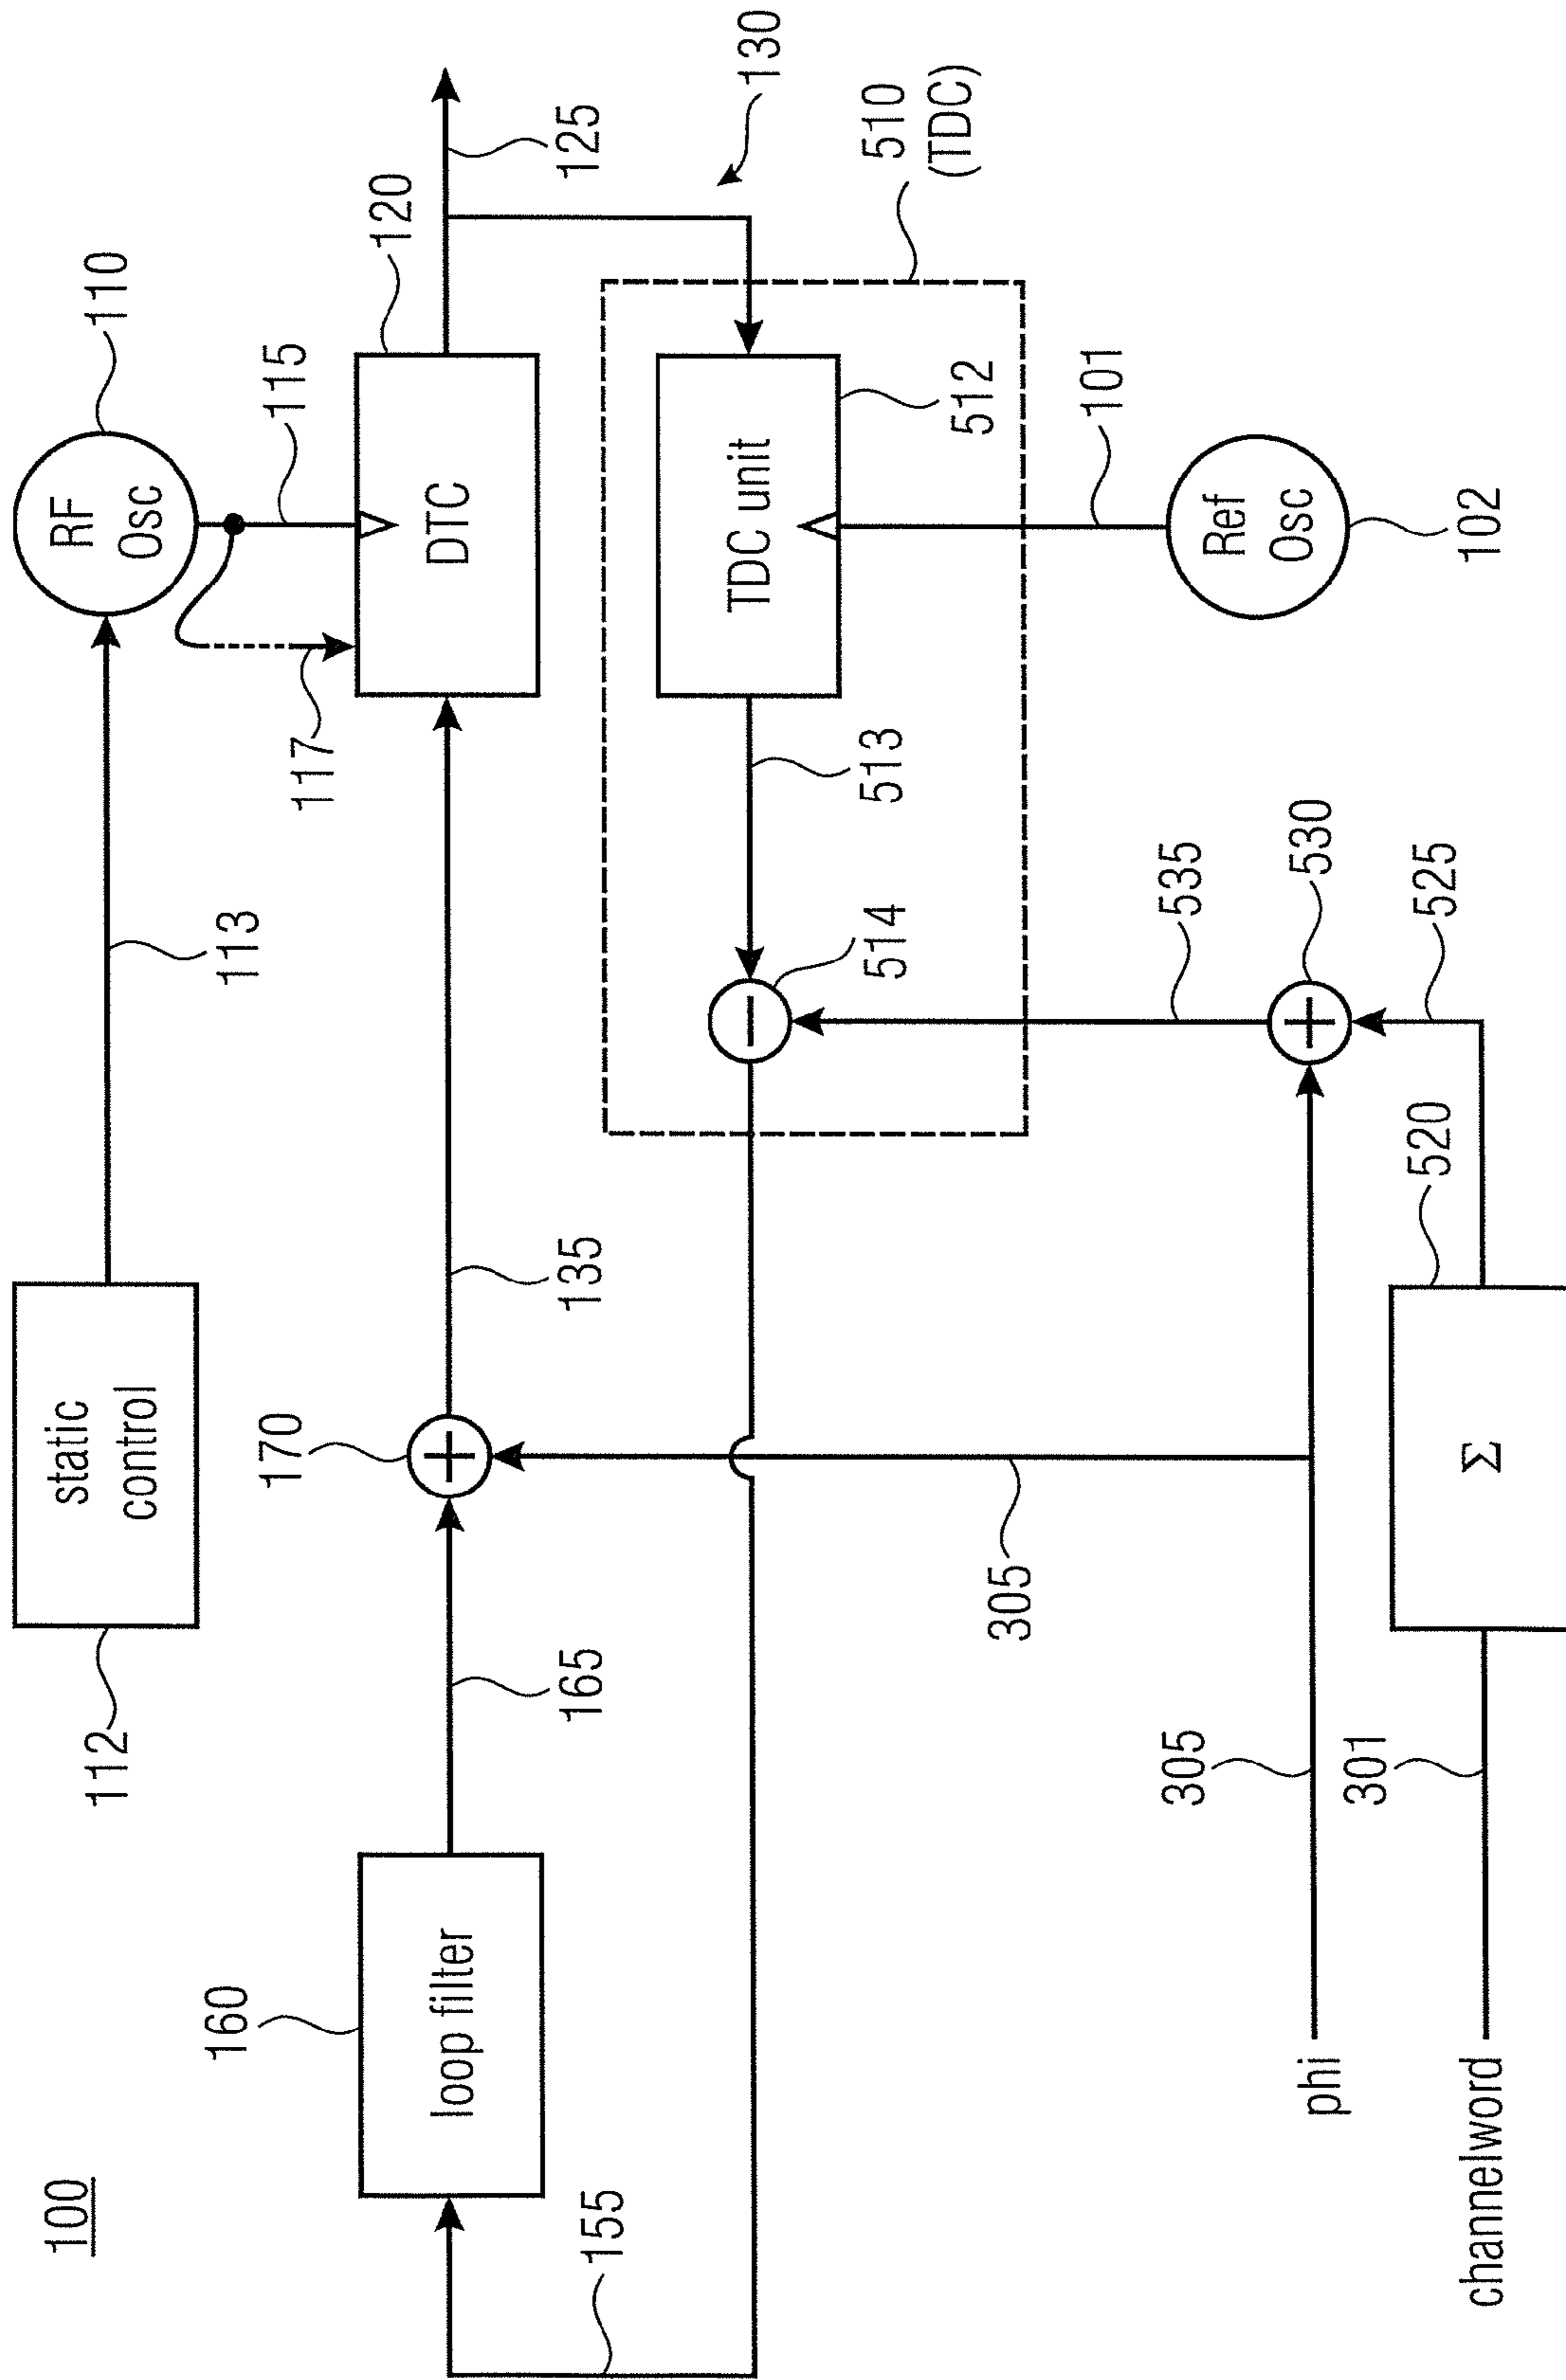 100
112
static
control
113
RF
Osc
110
115
117
160
loop filter
165
170
135
DTC
120
125
130
155
510
(TDC)
TDC unit
512
513
514
305
535
101
Ref
Osc
102
530
phi
305
525
channelword
301
Σ
520